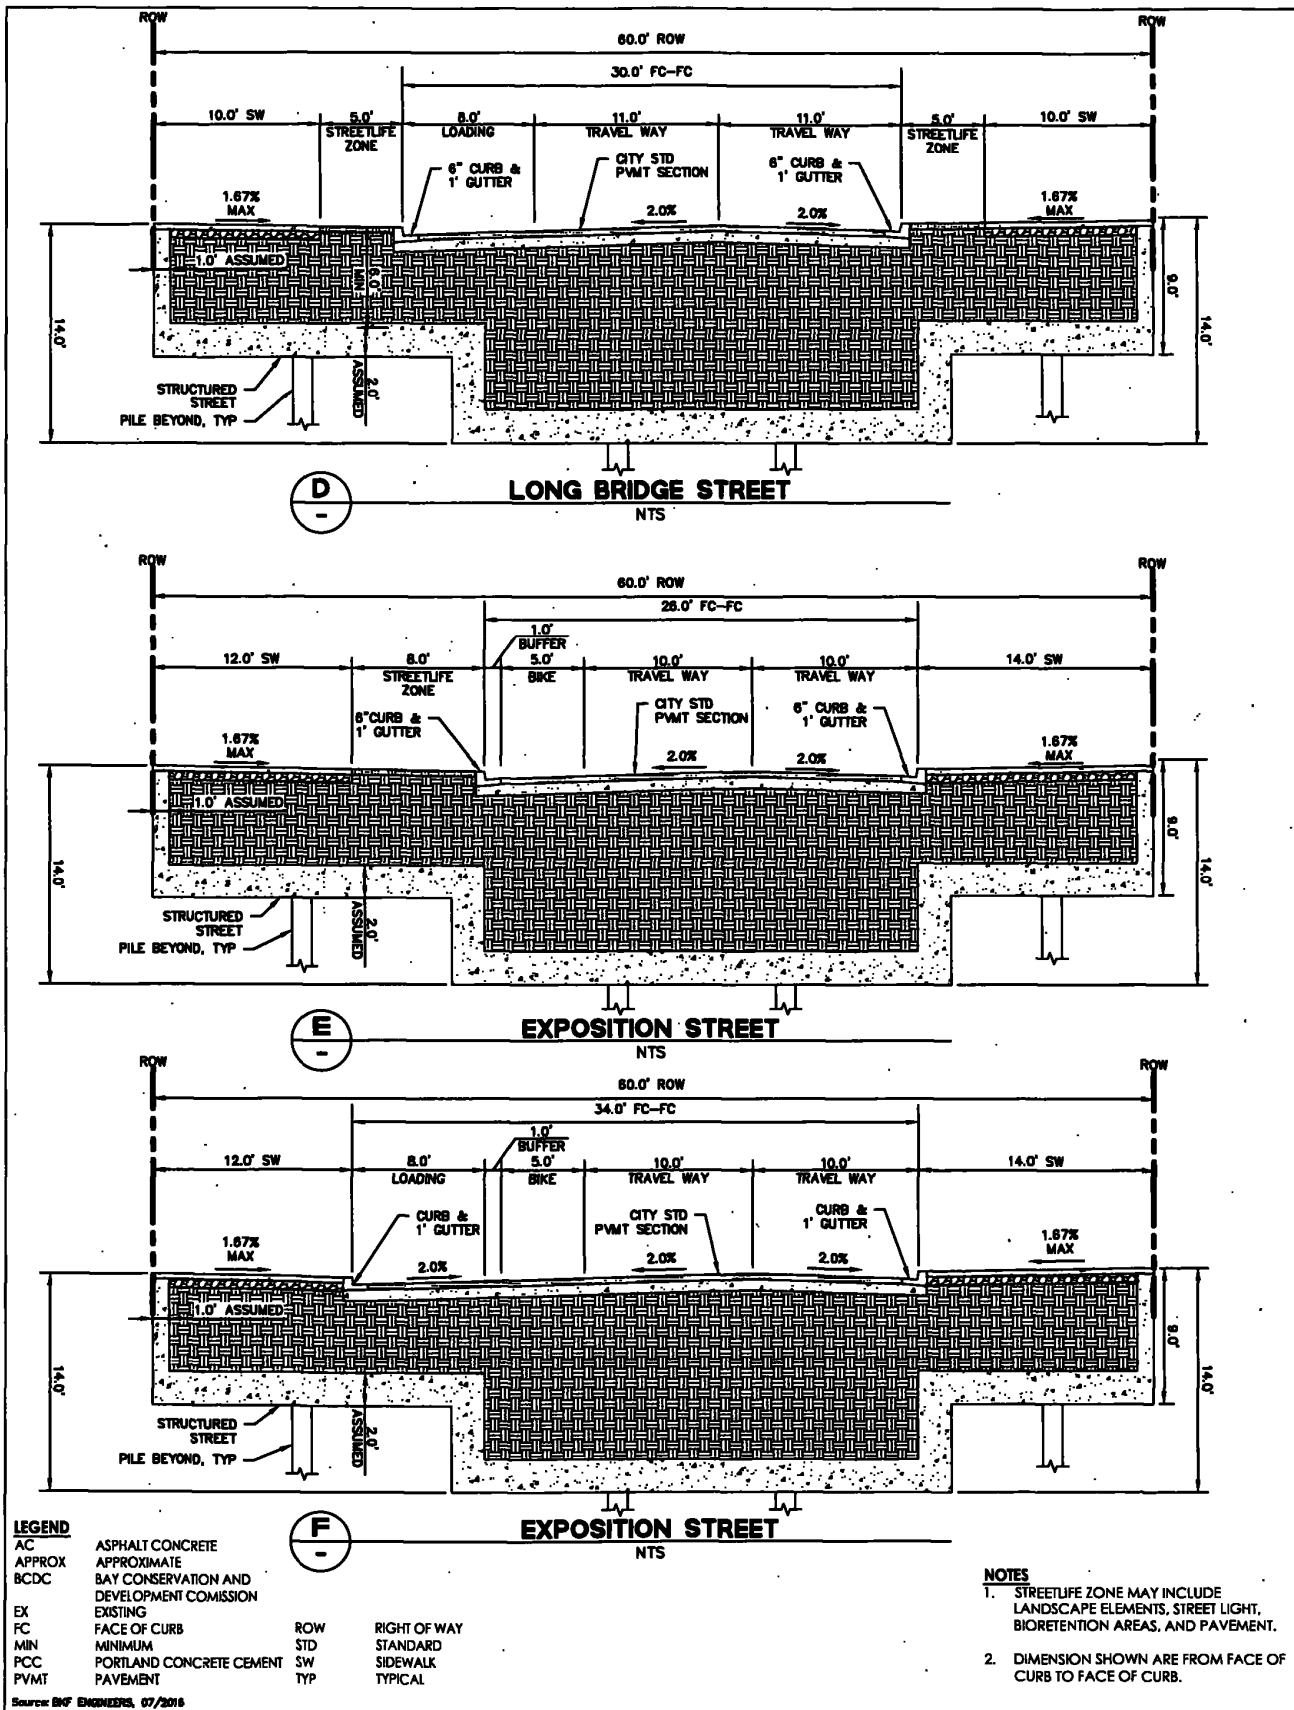 ROW
ROW
60.0' ROW
30.0' FC-FC
10.0' SW
5.0'
STREETLIFE
ZONE
8.0'
LOADING
11.0'
TRAVEL WAY
11.0'
TRAVEL WAY
5.0'
STREETLIFE
ZONE
10.0' SW
6" CURB &
1' GUTTER
CITY STD
PVMT SECTION
6" CURB &
1' GUTTER
1.67%
MAX
2.0%
2.0%
1.67%
MAX
1.0' ASSUMED
6.0'
MIN
14.0'
9.0'
14.0'
2.0'
ASSUMED
STRUCTURED
STREET
PILE BEYOND, TYP
D
-
LONG BRIDGE STREET
NTS
ROW
ROW
60.0' ROW
26.0' FC-FC
1.0'
BUFFER
12.0' SW
8.0'
STREETLIFE
ZONE
5.0'
BIKE
10.0'
TRAVEL WAY
10.0'
TRAVEL WAY
14.0' SW
6"CURB &
1' GUTTER
CITY STD
PVMT SECTION
6" CURB &
1' GUTTER
1.67%
MAX
2.0%
2.0%
1.67%
MAX
1.0' ASSUMED
14.0'
9.0'
14.0'
2.0'
ASSUMED
STRUCTURED
STREET
PILE BEYOND, TYP
E
-
EXPOSITION STREET
NTS
ROW
ROW
60.0' ROW
34.0' FC-FC
1.0'
BUFFER
12.0' SW
8.0'
LOADING
5.0'
BIKE
10.0'
TRAVEL WAY
10.0'
TRAVEL WAY
14.0' SW
CURB &
1' GUTTER
CITY STD
PVMT SECTION
CURB &
1' GUTTER
1.67%
MAX
2.0%
2.0%
2.0%
1.67%
MAX
1.0' ASSUMED
14.0'
9.0'
14.0'
2.0'
ASSUMED
STRUCTURED
STREET
PILE BEYOND, TYP
F
-
EXPOSITION STREET
NTS
LEGEND
AC ASPHALT CONCRETE
APPROX APPROXIMATE
BCDC BAY CONSERVATION AND
DEVELOPMENT COMISSION
EX EXISTING
FC FACE OF CURB
MIN MINIMUM
PCC PORTLAND CONCRETE CEMENT
PVMT PAVEMENT
ROW RIGHT OF WAY
STD STANDARD
SW SIDEWALK
TYP TYPICAL
NOTES
1. STREETLIFE ZONE MAY INCLUDE
LANDSCAPE ELEMENTS, STREET LIGHT,
BIORETENTION AREAS, AND PAVEMENT.
2. DIMENSION SHOWN ARE FROM FACE OF
CURB TO FACE OF CURB.
Source: BKF ENGINEERS, 07/2016